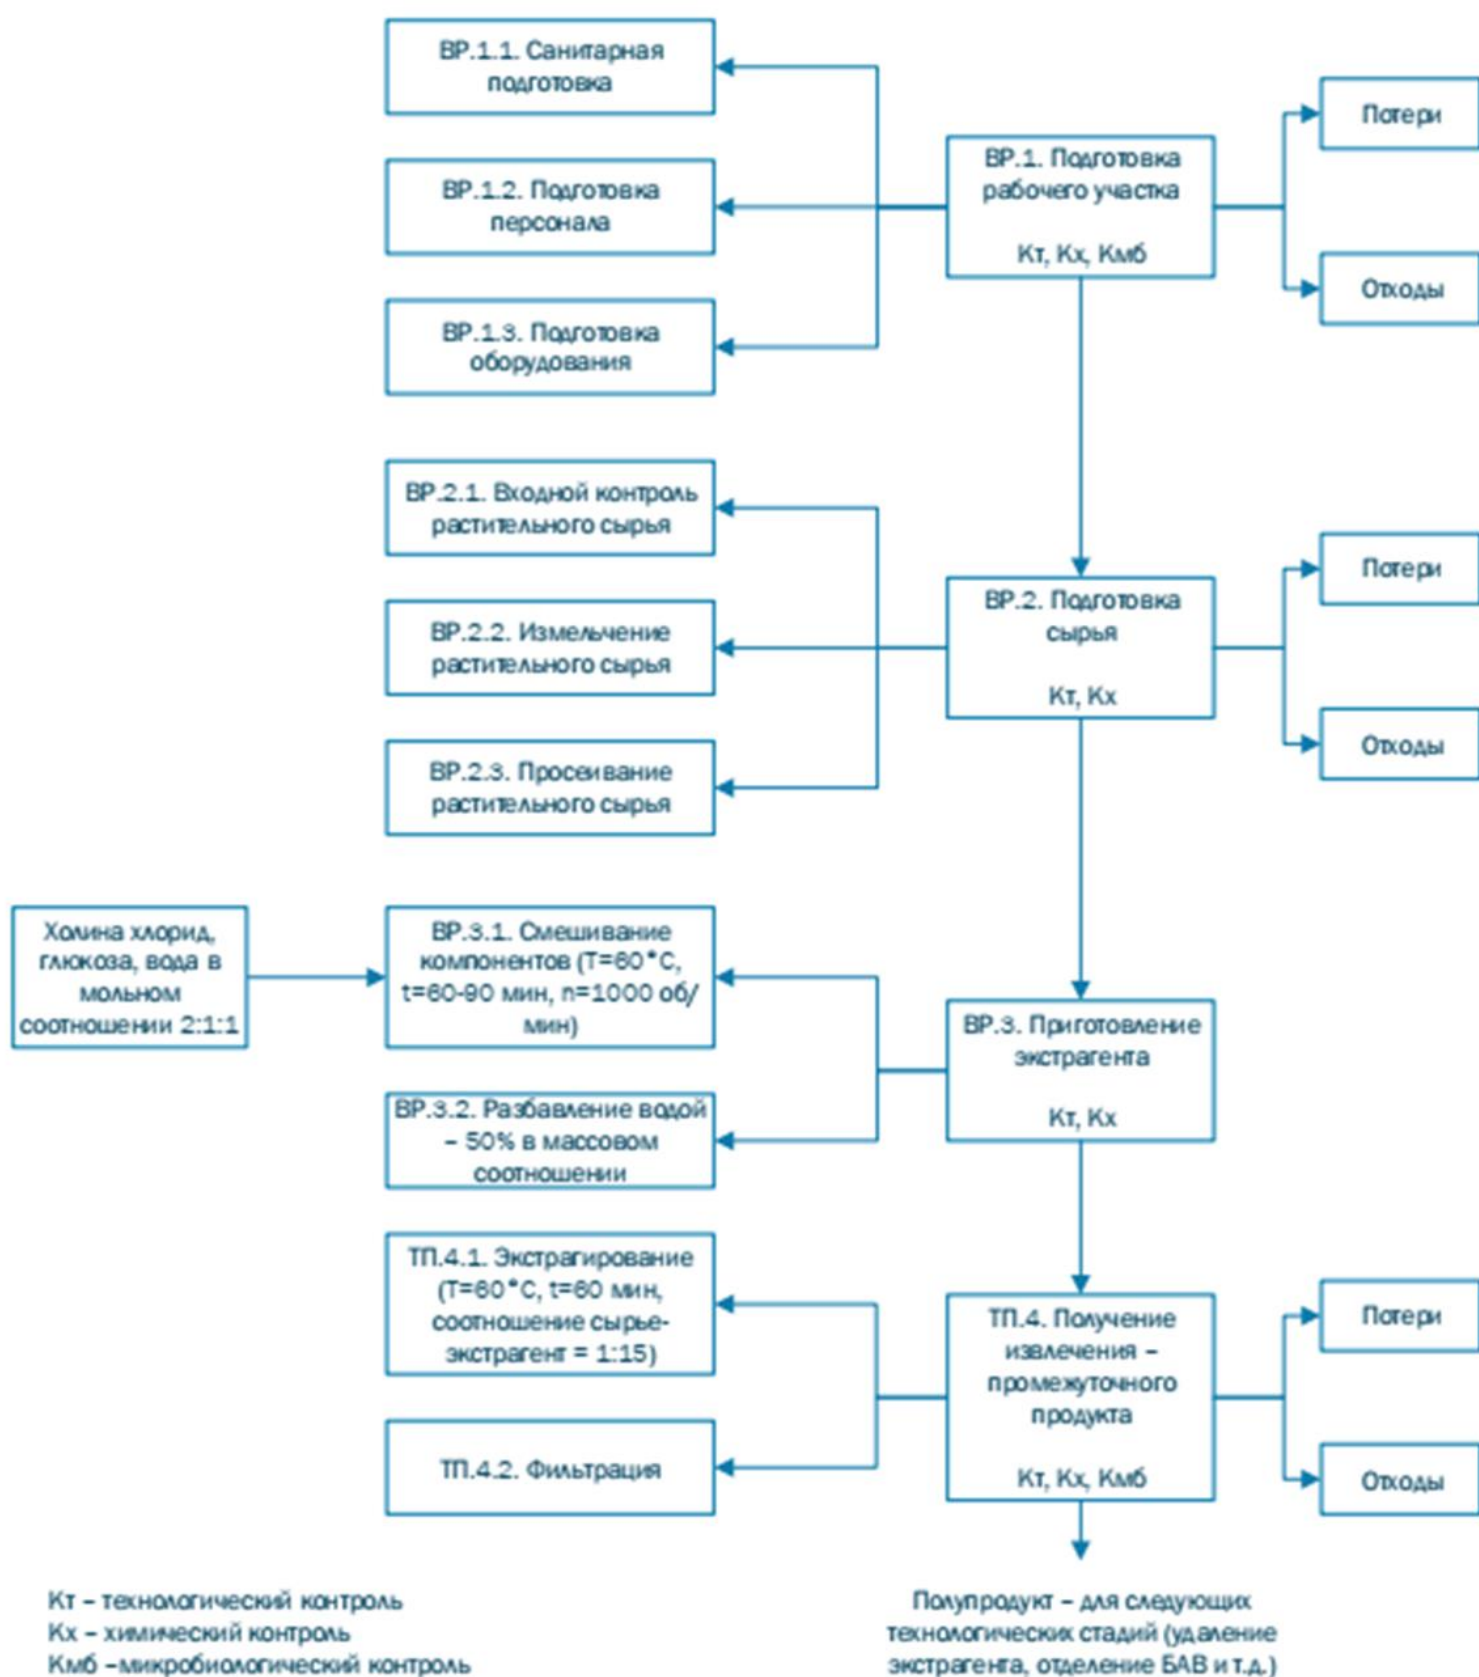 ВР.1.1. Санитарная
подготовка
ВР.1.2. Подготовка
персонала
ВР.1.3. Подготовка
оборудования
ВР.1. Подготовка
рабочего участка
Кт, Кх, Кмб
Потери
Отходы
ВР.2.1. Входной контроль
растительного сырья
ВР.2.2. Измельчение
растительного сырья
ВР.2.3. Просеивание
растительного сырья
ВР.2. Подготовка
сырья
Кт, Кх
Потери
Отходы
Холина хлорид,
глюкоза, вода в
мольном
соотношении 2:1:1
ВР.3.1. Смешивание
компонентов (T=60°C,
t=60-90 мин, n=1000 об/
мин)
ВР.3.2. Разбавление водой
– 50% в массовом
соотношении
ВР.3. Приготовление
экстрагента
Кт, Кх
ТП.4.1. Экстрагирование
(T=60°C, t=60 мин,
соотношение сырье-
экстрагент = 1:15)
ТП.4.2. Фильтрация
ТП.4. Получение
извлечения –
промежуточного
продукта
Кт, Кх, Кмб
Потери
Отходы
Кт – технологический контроль
Кх – химический контроль
Кмб –микробиологический контроль
Полупродукт – для следующих
технологических стадий (удаление
экстрагента, отделение БАВ и т.д.)